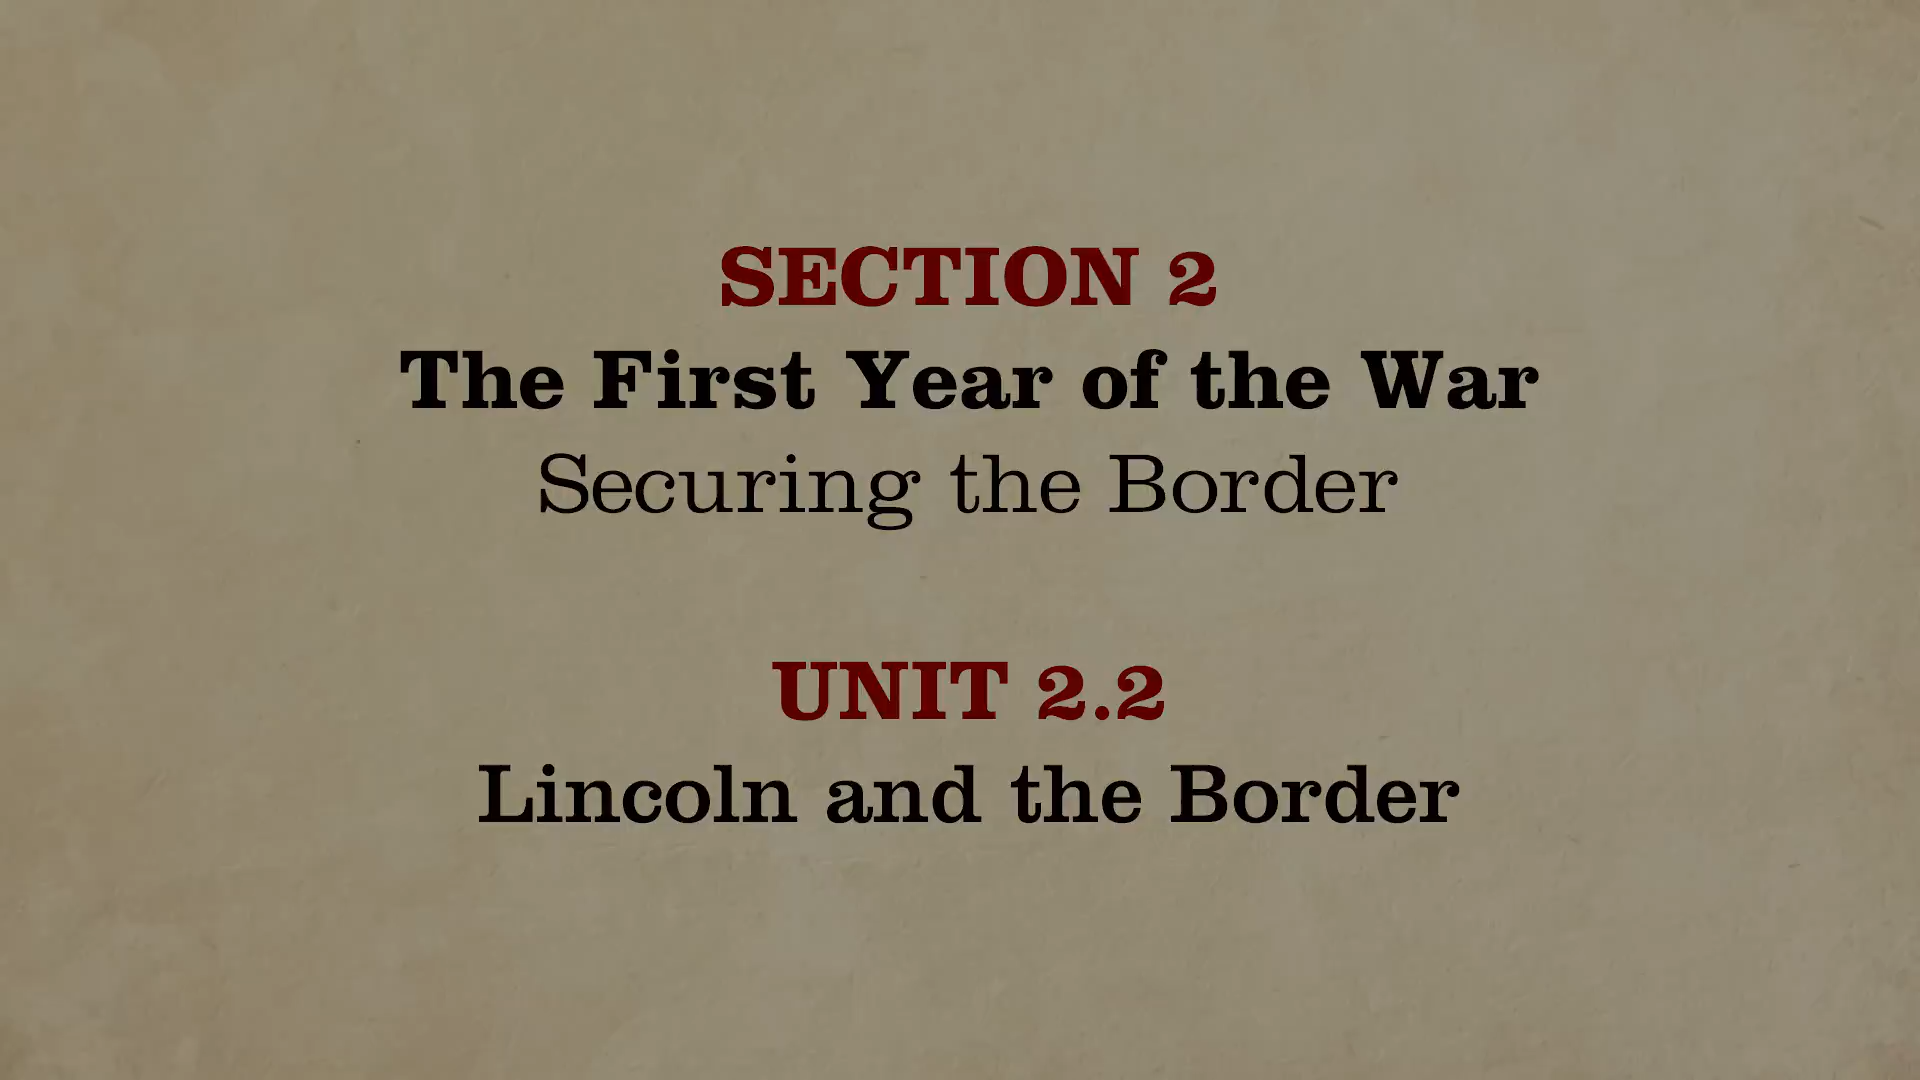 SECTION 2
The First Year of the War
Securing the Border
UNIT 2.2
Lincoln and the Border